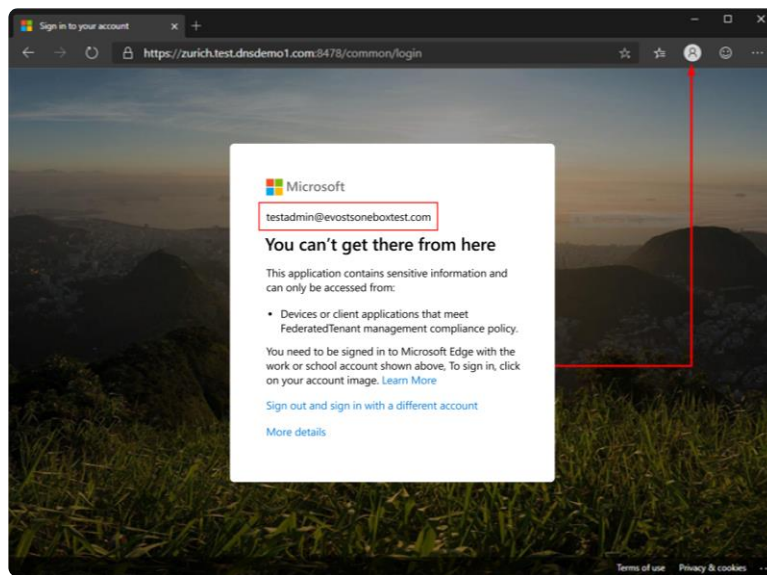 Sign in to your account
https://zurich.test.dnsdemo1.com:8478/common/login
Microsoft
testadmin@evostsoneboxtest.com
You can't get there from here
This application contains sensitive information and
can only be accessed from:
• Devices or client applications that meet
FederatedTenant management compliance policy.
You need to be signed in to Microsoft Edge with the
work or school account shown above, To sign in, click
on your account image. Learn More
Sign out and sign in with a different account
More details
Terms of use Privacy & cookies